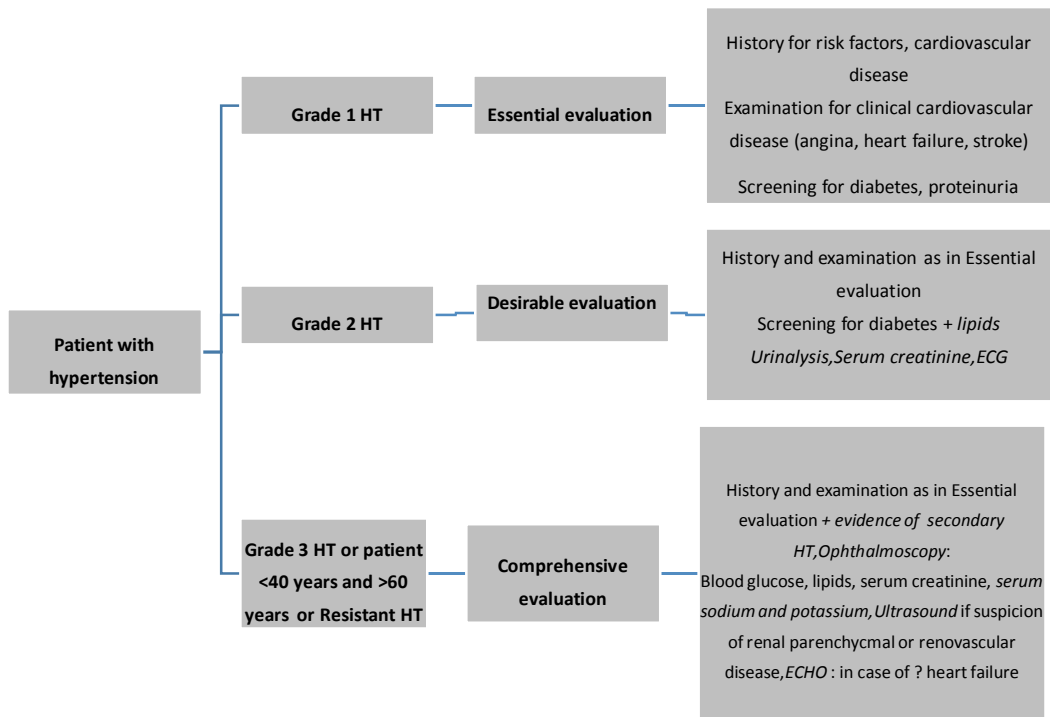 Patient with
hypertension
Grade 1 HT
Essential evaluation
History for risk factors, cardiovascular
disease
Examination for clinical cardiovascular
disease (angina, heart failure, stroke)
Screening for diabetes, proteinuria
Grade 2 HT
Desirable evaluation
History and examination as in Essential
evaluation
Screening for diabetes + lipids
Urinalysis,Serum creatinine,ECG
Grade 3 HT or patient
<40 years and >60
years or Resistant HT
Comprehensive
evaluation
History and examination as in Essential
evaluation + evidence of secondary
HT,Ophthalmoscopy:
Blood glucose, lipids, serum creatinine, serum
sodium and potassium,Ultrasound if suspicion
of renal parenchycmal or renovascular
disease,ECHO : in case of ? heart failure